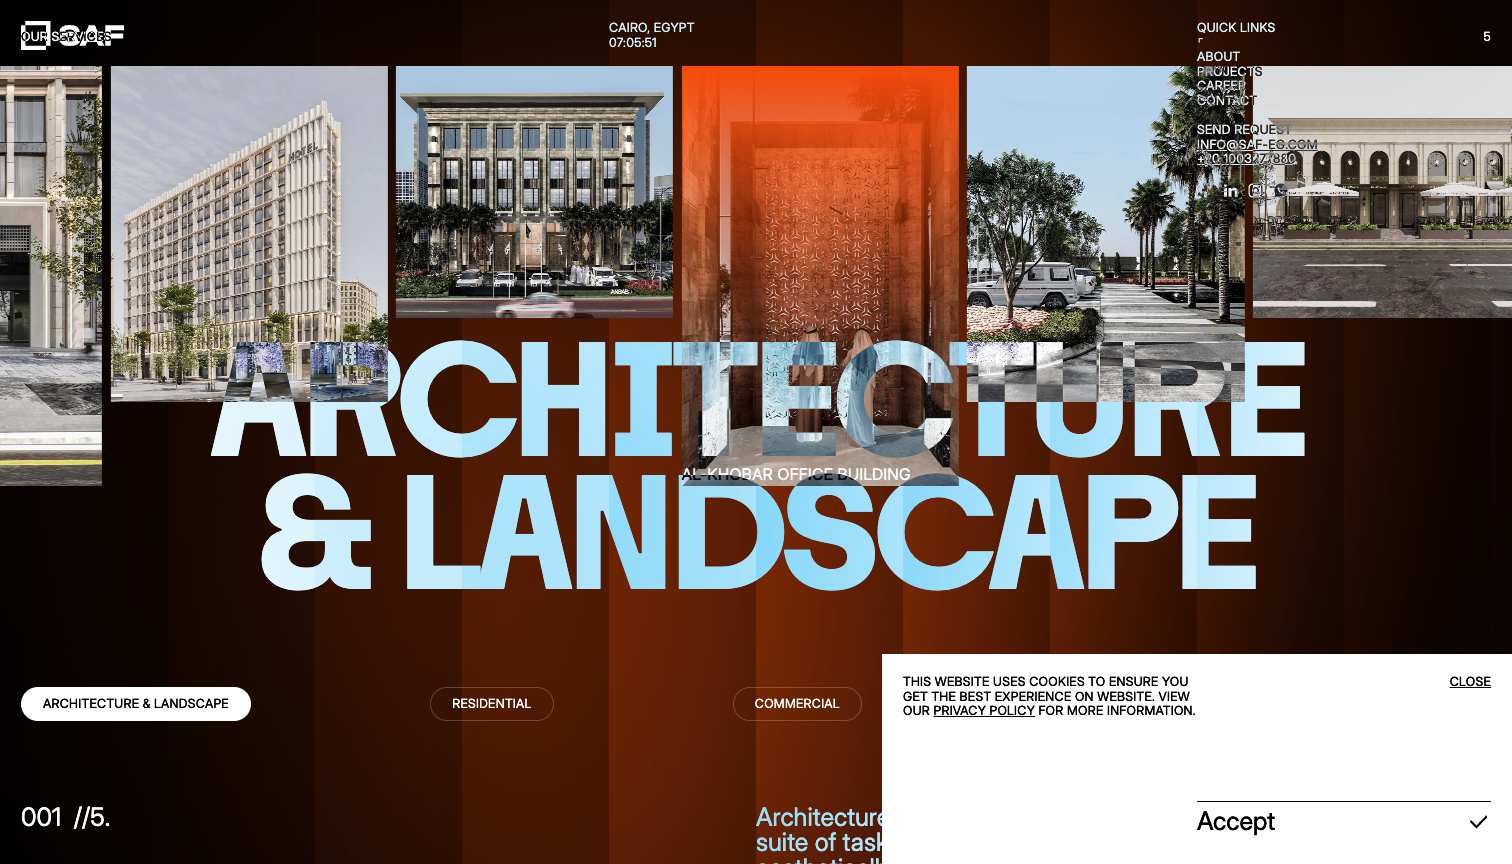 SAF
OUR SERVICES
CAIRO, EGYPT
07:05:51
QUICK LINKS
5
ABOUT
PROJECTS
CAREER
CONTACT
SEND REQUEST
INFO@SAF-EG.COM
HOTEL
ARCHITECTURE
AL-KHOBAR OFFICE BUILDING
& LANDSCAPE
THIS WEBSITE USES COOKIES TO ENSURE YOU
GET THE BEST EXPERIENCE ON WEBSITE. VIEW
OUR PRIVACY POLICY FOR MORE INFORMATION.
CLOSE
ARCHITECTURE & LANDSCAPE
RESIDENTIAL
COMMERCIAL
001 //5.
Architecture
suite of task
Accept